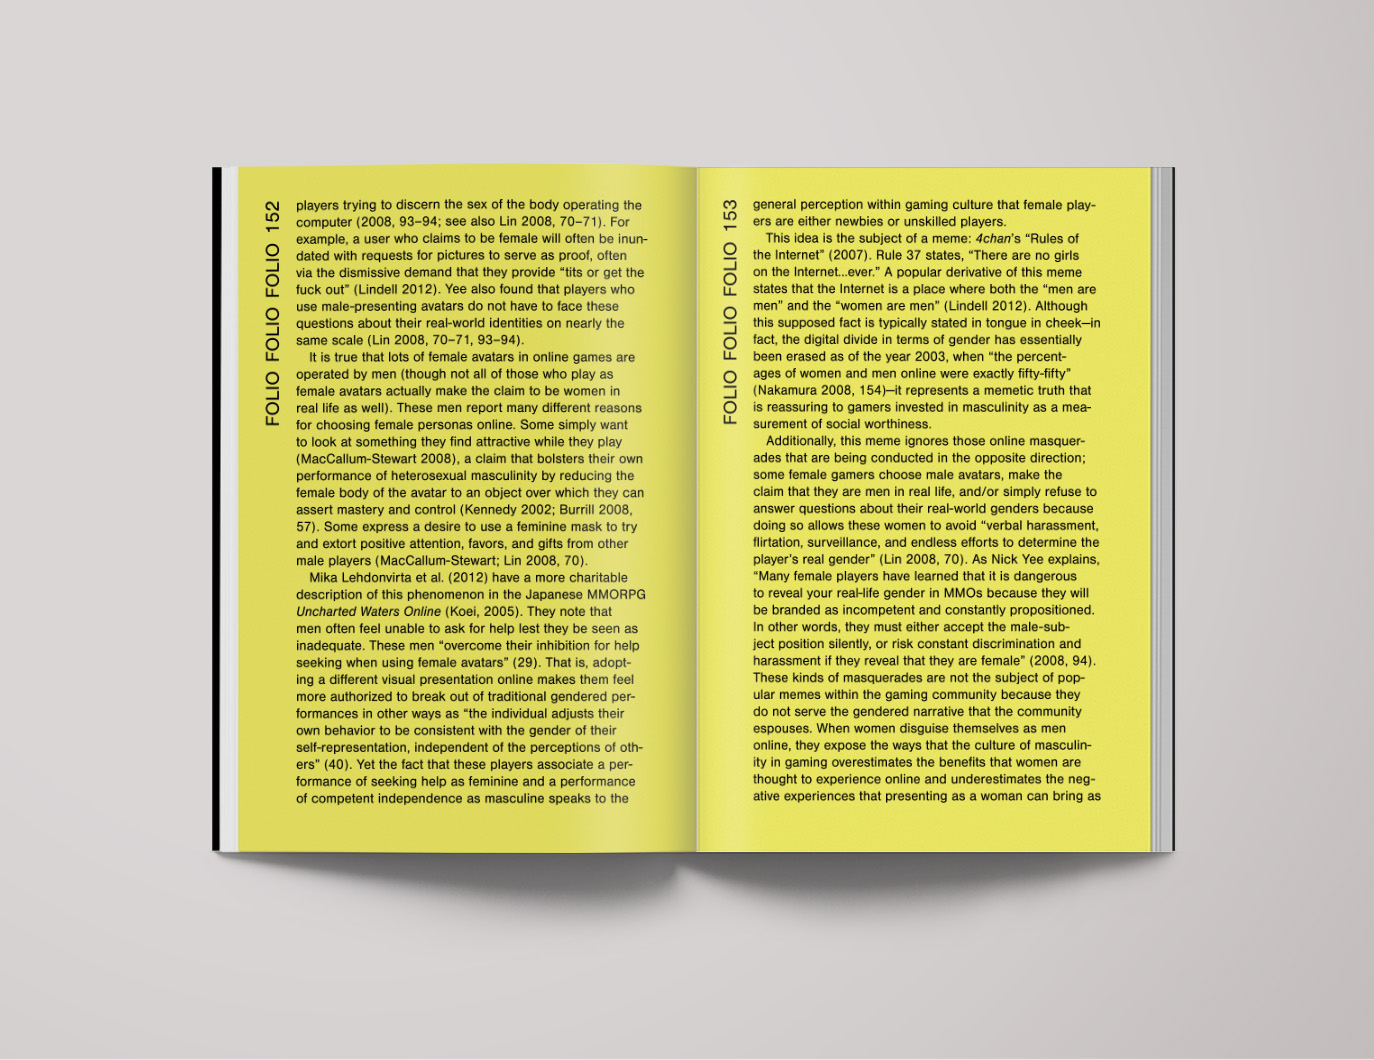 FOLIO FOLIO FOLIO 152
players trying to discern the sex of the body operating the
computer (2008, 93–94; see also Lin 2008, 70–71). For
example, a user who claims to be female will often be inun-
dated with requests for pictures to serve as proof, often
via the dismissive demand that they provide “tits or get the
fuck out” (Lindell 2012). Yee also found that players who
use male-presenting avatars do not have to face these
questions about their real-world identities on nearly the
same scale (Lin 2008, 70–71, 93–94).
It is true that lots of female avatars in online games are
operated by men (though not all of those who play as
female avatars actually make the claim to be women in
real life as well). These men report many different reasons
for choosing female personas online. Some simply want
to look at something they find attractive while they play
(MacCallum-Stewart 2008), a claim that bolsters their own
performance of heterosexual masculinity by reducing the
female body of the avatar to an object over which they can
assert mastery and control (Kennedy 2002; Burrill 2008,
57). Some express a desire to use a feminine mask to try
and extort positive attention, favors, and gifts from other
male players (MacCallum-Stewart; Lin 2008, 70).
Mika Lehdonvirta et al. (2012) have a more charitable
description of this phenomenon in the Japanese MMORPG
Uncharted Waters Online (Koei, 2005). They note that
men often feel unable to ask for help lest they be seen as
inadequate. These men “overcome their inhibition for help
seeking when using female avatars” (29). That is, adopt-
ing a different visual presentation online makes them feel
more authorized to break out of traditional gendered per-
formances in other ways as “the individual adjusts their
own behavior to be consistent with the gender of their
self-representation, independent of the perceptions of oth-
ers” (40). Yet the fact that these players associate a per-
formance of seeking help as feminine and a performance
of competent independence as masculine speaks to the
FOLIO FOLIO FOLIO 153
general perception within gaming culture that female play-
ers are either newbies or unskilled players.
This idea is the subject of a meme: 4chan’s “Rules of
the Internet” (2007). Rule 37 states, “There are no girls
on the Internet...ever.” A popular derivative of this meme
states that the Internet is a place where both the “men are
men” and the “women are men” (Lindell 2012). Although
this supposed fact is typically stated in tongue in cheek—in
fact, the digital divide in terms of gender has essentially
been erased as of the year 2003, when “the percent-
ages of women and men online were exactly fifty-fifty”
(Nakamura 2008, 154)—it represents a memetic truth that
is reassuring to gamers invested in masculinity as a mea-
surement of social worthiness.
Additionally, this meme ignores those online masquer-
ades that are being conducted in the opposite direction;
some female gamers choose male avatars, make the
claim that they are men in real life, and/or simply refuse to
answer questions about their real-world genders because
doing so allows these women to avoid “verbal harassment,
flirtation, surveillance, and endless efforts to determine the
player’s real gender” (Lin 2008, 70). As Nick Yee explains,
“Many female players have learned that it is dangerous
to reveal your real-life gender in MMOs because they will
be branded as incompetent and constantly propositioned.
In other words, they must either accept the male-sub-
ject position silently, or risk constant discrimination and
harassment if they reveal that they are female” (2008, 94).
These kinds of masquerades are not the subject of pop-
ular memes within the gaming community because they
do not serve the gendered narrative that the community
espouses. When women disguise themselves as men
online, they expose the ways that the culture of masculin-
ity in gaming overestimates the benefits that women are
thought to experience online and underestimates the neg-
ative experiences that presenting as a woman can bring as